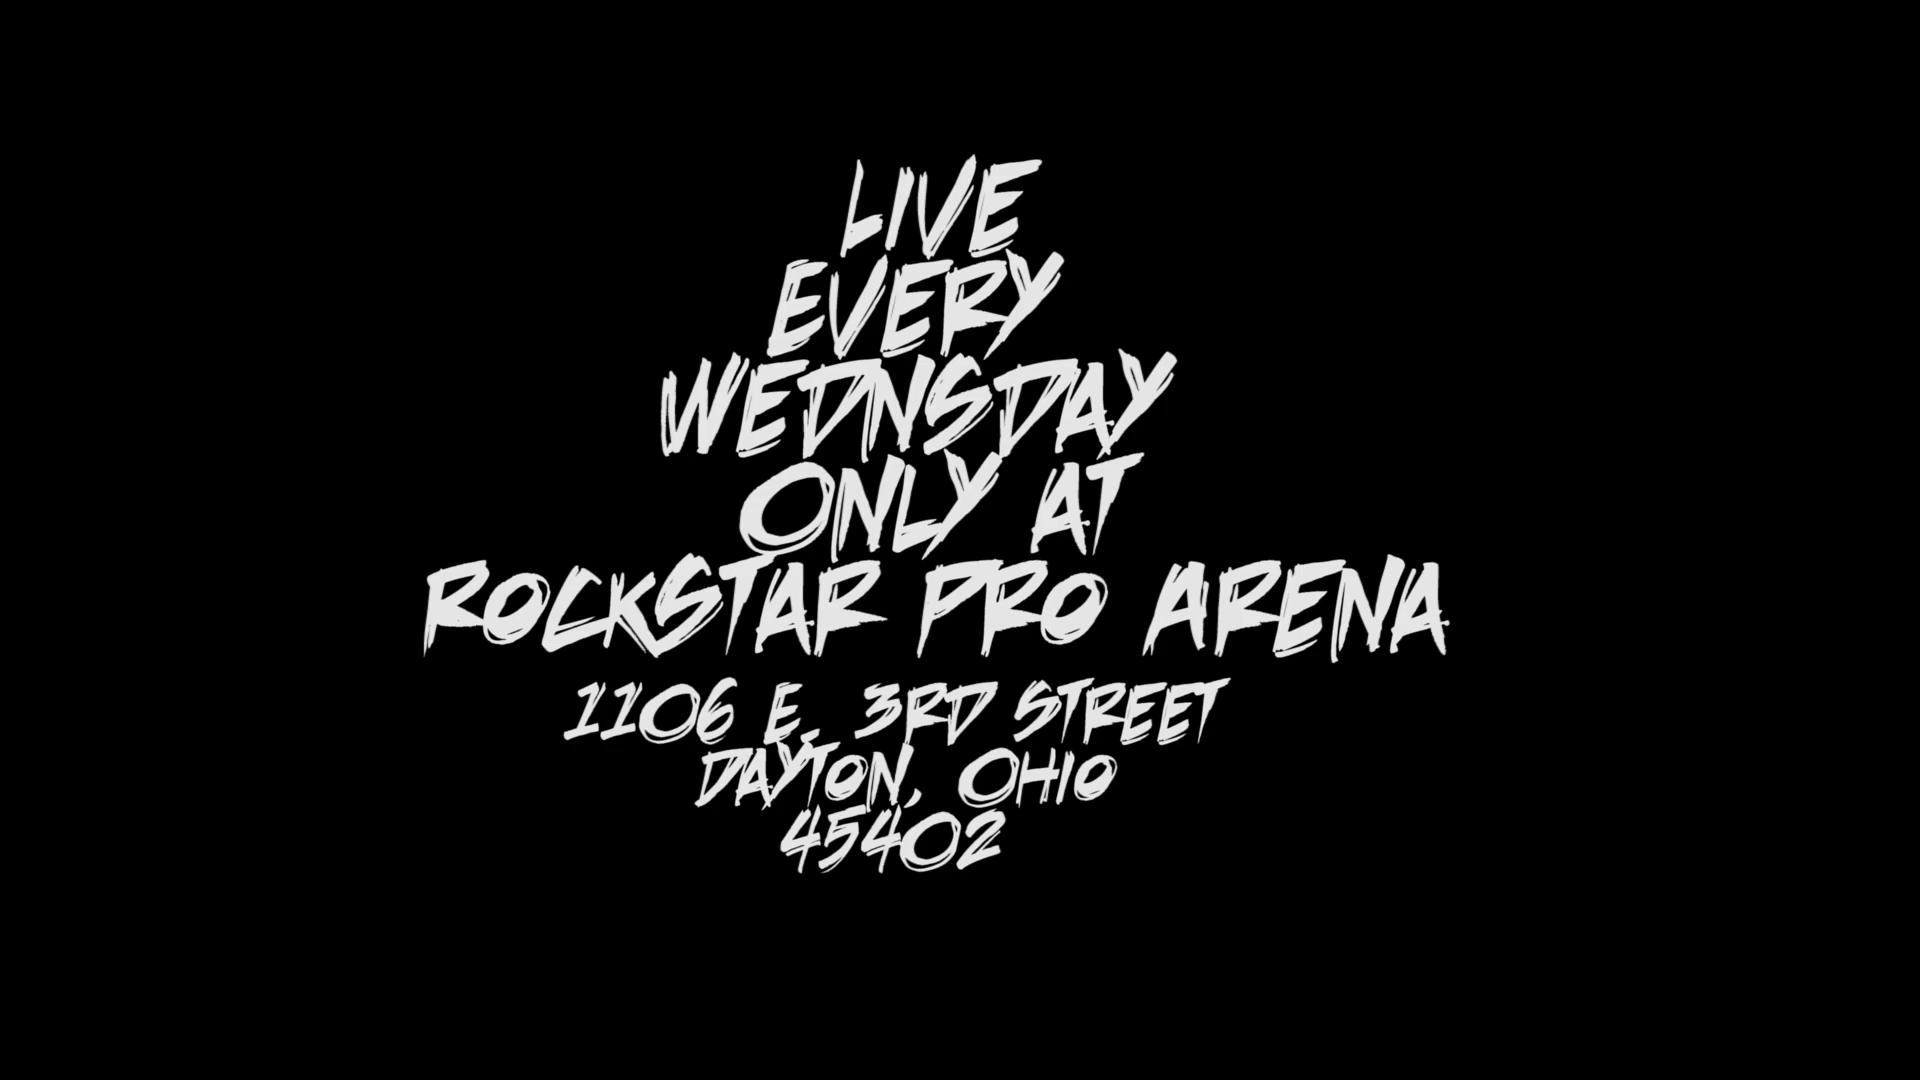 LIVE
EVERY
WEDNSDAY
ONLY AT
ROCKSTAR PRO ARENA
1106 E. 3RD STREET
DAYTON, OHIO
45402